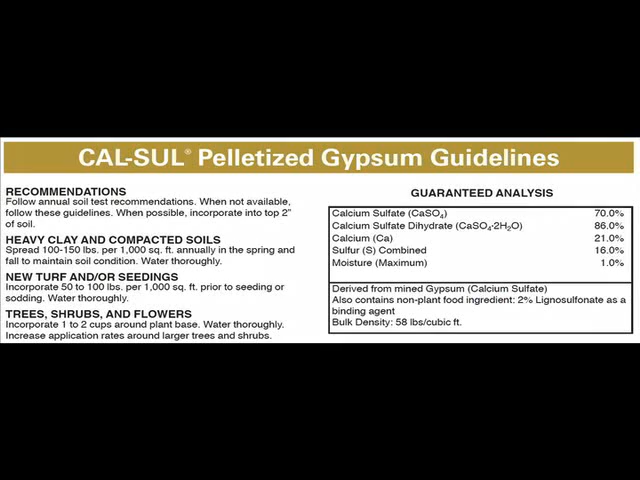 CAL-SUL® Pelletized Gypsum Guidelines
RECOMMENDATIONS
Follow annual soil test recommendations. When not available,
follow these guidelines. When possible, incorporate into top 2"
of soil.
HEAVY CLAY AND COMPACTED SOILS
Spread 100-150 lbs. per 1,000 sq. ft. annually in the spring and
fall to maintain soil condition. Water thoroughly.
NEW TURF AND/OR SEEDINGS
Incorporate 50 to 100 lbs. per 1,000 sq. ft. prior to seeding or
sodding. Water thoroughly.
TREES, SHRUBS, AND FLOWERS
Incorporate 1 to 2 cups around plant base. Water thoroughly.
Increase application rates around larger trees and shrubs.
GUARANTEED ANALYSIS
Calcium Sulfate (CaSO₄) 70.0%
Calcium Sulfate Dihydrate (CaSO₄·2H₂O) 86.0%
Calcium (Ca) 21.0%
Sulfur (S) Combined 16.0%
Moisture (Maximum) 1.0%
Derived from mined Gypsum (Calcium Sulfate)
Also contains non-plant food ingredient: 2% Lignosulfonate as a
binding agent
Bulk Density: 58 lbs/cubic ft.